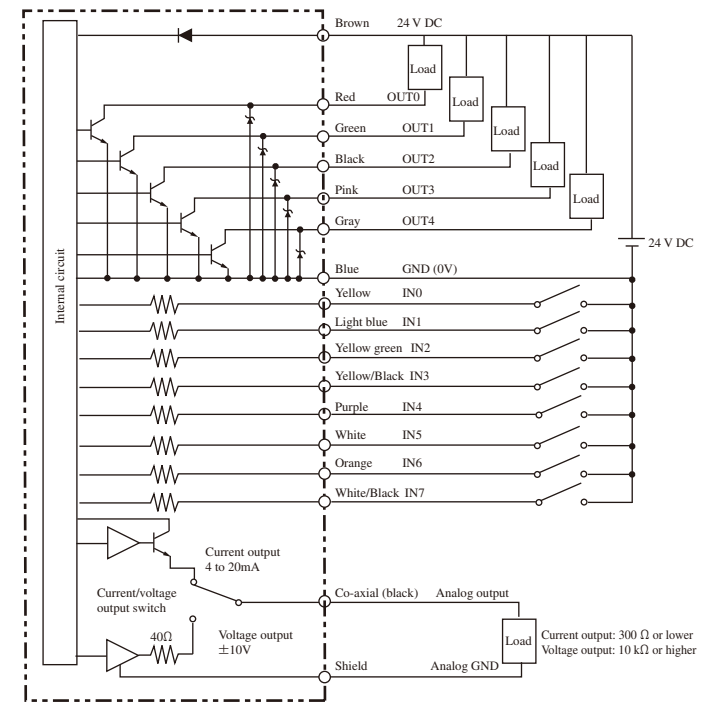 Brown 24 V DC
Load
Red OUT0
Load
Green OUT1
Load
Black OUT2
Load
Pink OUT3
Load
Gray OUT4
24 V DC
Internal circuit
Blue GND (0V)
Yellow IN0
Light blue IN1
Yellow green IN2
Yellow/Black IN3
Purple IN4
White IN5
Orange IN6
White/Black IN7
Current output
4 to 20mA
Current/voltage
output switch
Co-axial (black) Analog output
40Ω
Voltage output
±10V
Load
Current output: 300 Ω or lower
Voltage output: 10 kΩ or higher
Shield Analog GND